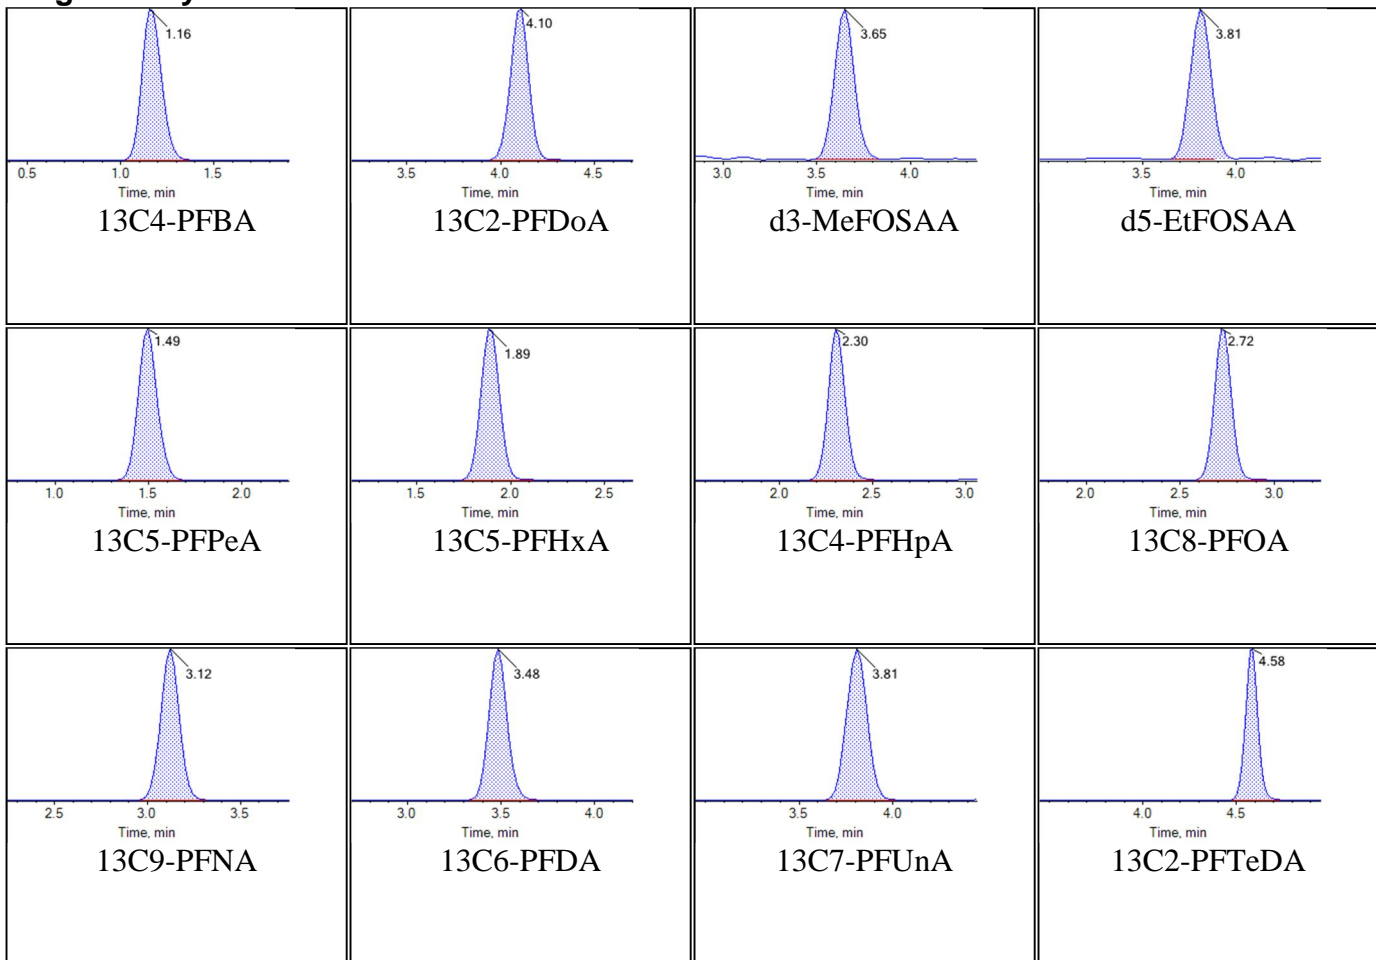 1.16
0.5 1.0 1.5
Time, min
13C4-PFBA
4.10
3.5 4.0 4.5
Time, min
13C2-PFDoA
3.65
3.0 3.5 4.0
Time, min
d3-MeFOSAA
3.81
3.5 4.0
Time, min
d5-EtFOSAA
1.49
1.0 1.5 2.0
Time, min
13C5-PFPeA
1.89
1.5 2.0 2.5
Time, min
13C5-PFHxA
2.30
2.0 2.5 3.0
Time, min
13C4-PFHpA
2.72
2.0 2.5 3.0
Time, min
13C8-PFOA
3.12
2.5 3.0 3.5
Time, min
13C9-PFNA
3.48
3.0 3.5 4.0
Time, min
13C6-PFDA
3.81
3.5 4.0
Time, min
13C7-PFUnA
4.58
4.0 4.5
Time, min
13C2-PFTeDA